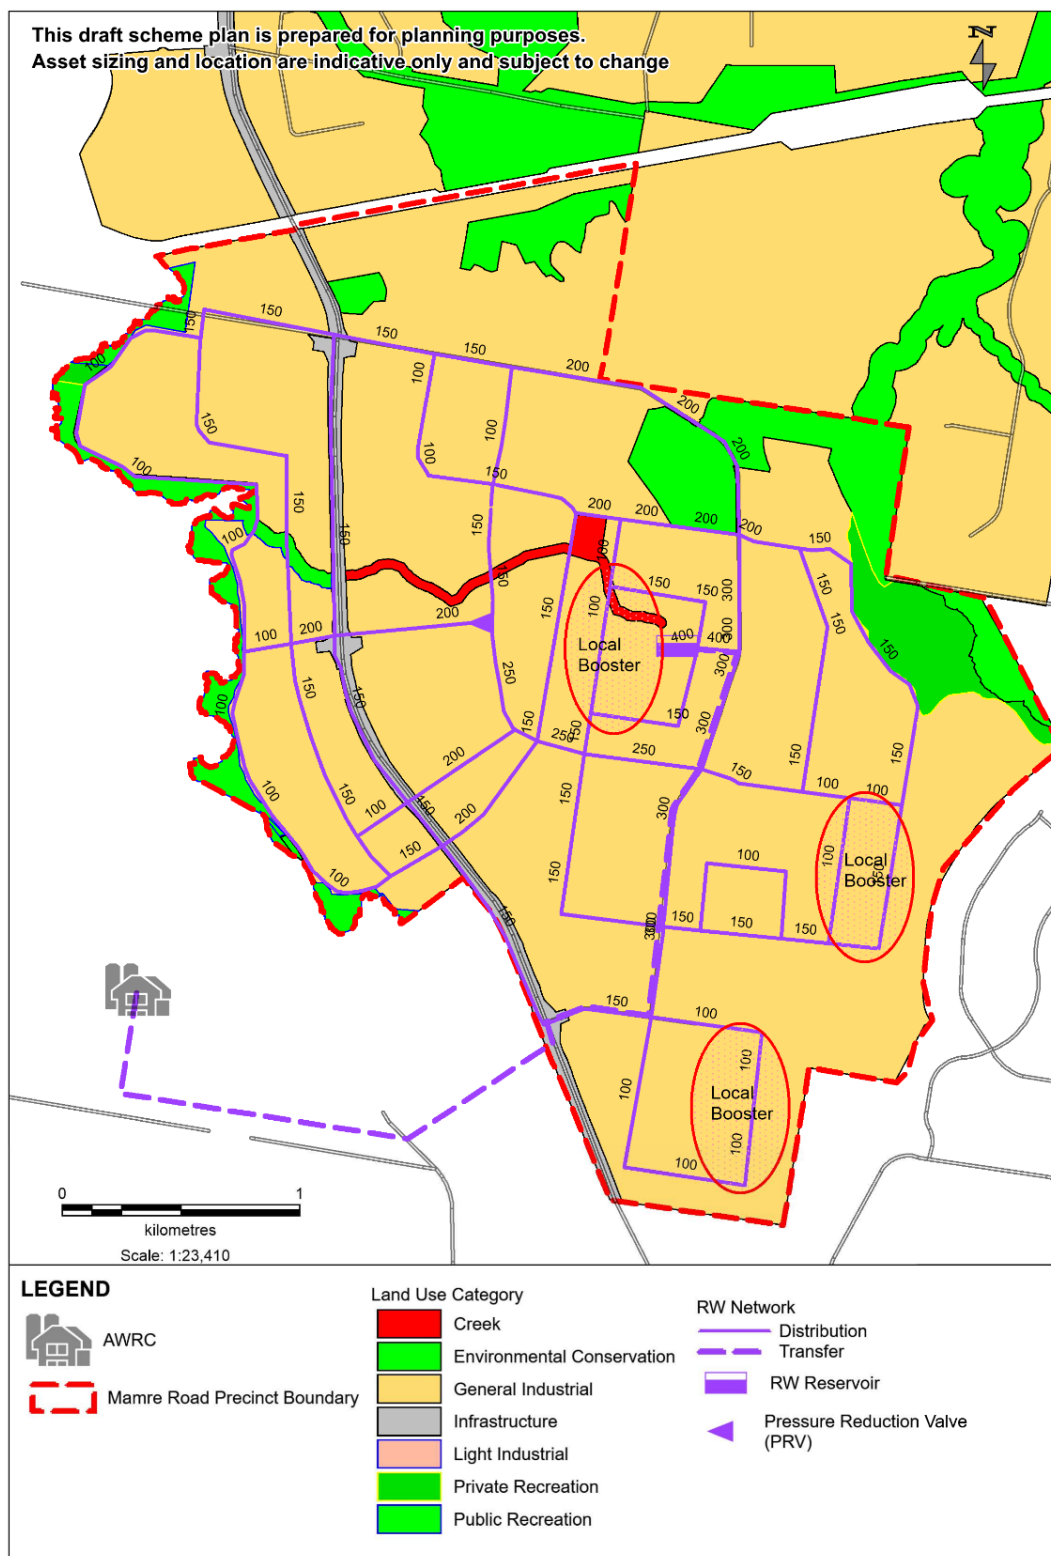 This draft scheme plan is prepared for planning purposes.
Asset sizing and location are indicative only and subject to change
N
150
150
150
150
200
100
100
100
100
200
200
150
150
100
150
200
200
200
200
150
150
150
150
100
150
100
150
150
300
150
150
100
200
200
150
400
400
300
100
Local
Booster
250
300
150
150
100
150
150
150
300
150
250
250
200
150
150
100
150
100
100
150
100
200
150
300
150
100
100
Local
Booster
150
150
100
150
150
150
300
150
100
150
100
100
100
Local
Booster
100
100
0
1
kilometres
Scale: 1:23,410
LEGEND
AWRC
Mamre Road Precinct Boundary
Land Use Category
Creek
Environmental Conservation
General Industrial
Infrastructure
Light Industrial
Private Recreation
Public Recreation
RW Network
Distribution
Transfer
RW Reservoir
Pressure Reduction Valve
(PRV)